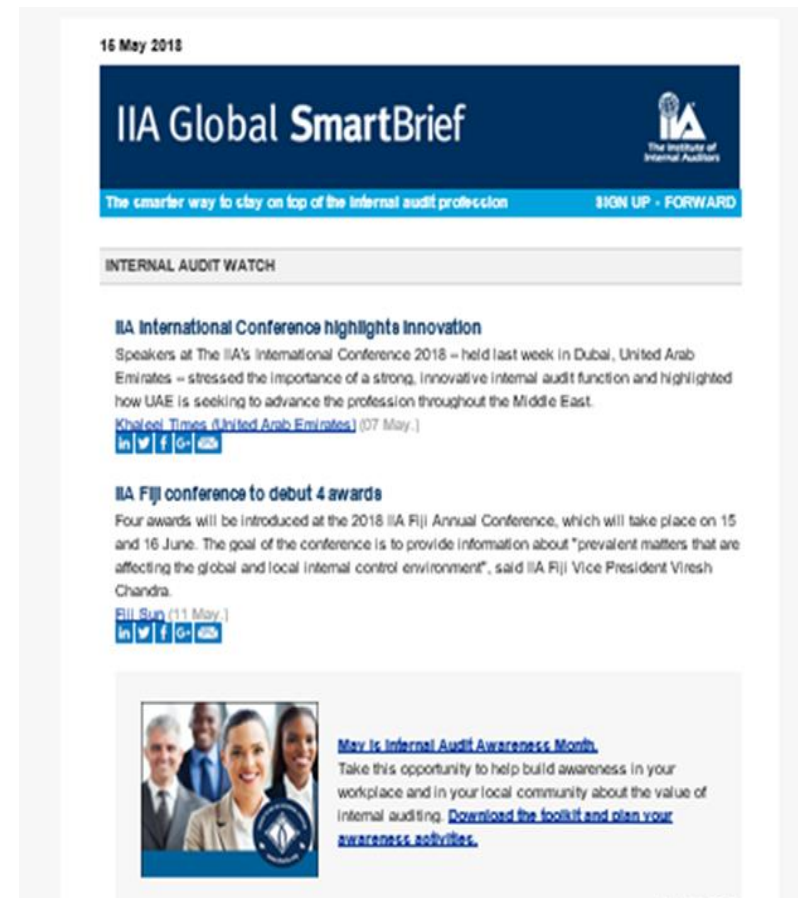 15 May 2018
IIA Global SmartBrief
IIA
The Institute of
Internal Auditors
The smarter way to stay on top of the internal audit profession
SIGN UP - FORWARD
INTERNAL AUDIT WATCH
IIA International Conference highlights innovation
Speakers at The IIA's International Conference 2018 – held last week in Dubai, United Arab
Emirates – stressed the importance of a strong, innovative internal audit function and highlighted
how UAE is seeking to advance the profession throughout the Middle East.
Khaleej Times (United Arab Emirates) (07 May.)
in f G+
IIA Fiji conference to debut 4 awards
Four awards will be introduced at the 2018 IIA Fiji Annual Conference, which will take place on 15
and 16 June. The goal of the conference is to provide information about "prevalent matters that are
affecting the global and local internal control environment", said IIA Fiji Vice President Viresh
Chandra.
Fiji Sun (11 May.)
in f G+
May Is Internal Audit Awareness Month.
Take this opportunity to help build awareness in your
workplace and in your local community about the value of
internal auditing. Download the toolkit and plan your
awareness activities.